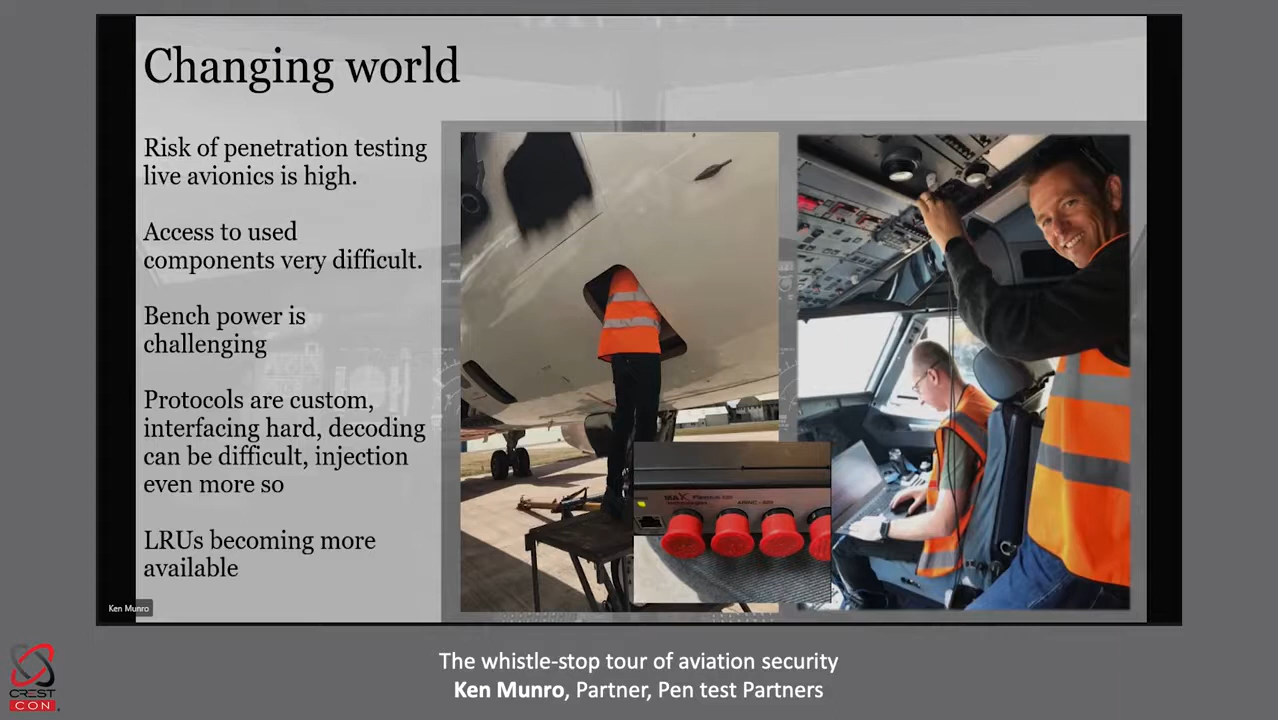 Changing world
Risk of penetration testing
live avionics is high.
Access to used
components very difficult.
Bench power is
challenging
Protocols are custom,
interfacing hard, decoding
can be difficult, injection
even more so
LRUs becoming more
available
Ken Munro
CREST
CON
The whistle-stop tour of aviation security
Ken Munro, Partner, Pen test Partners